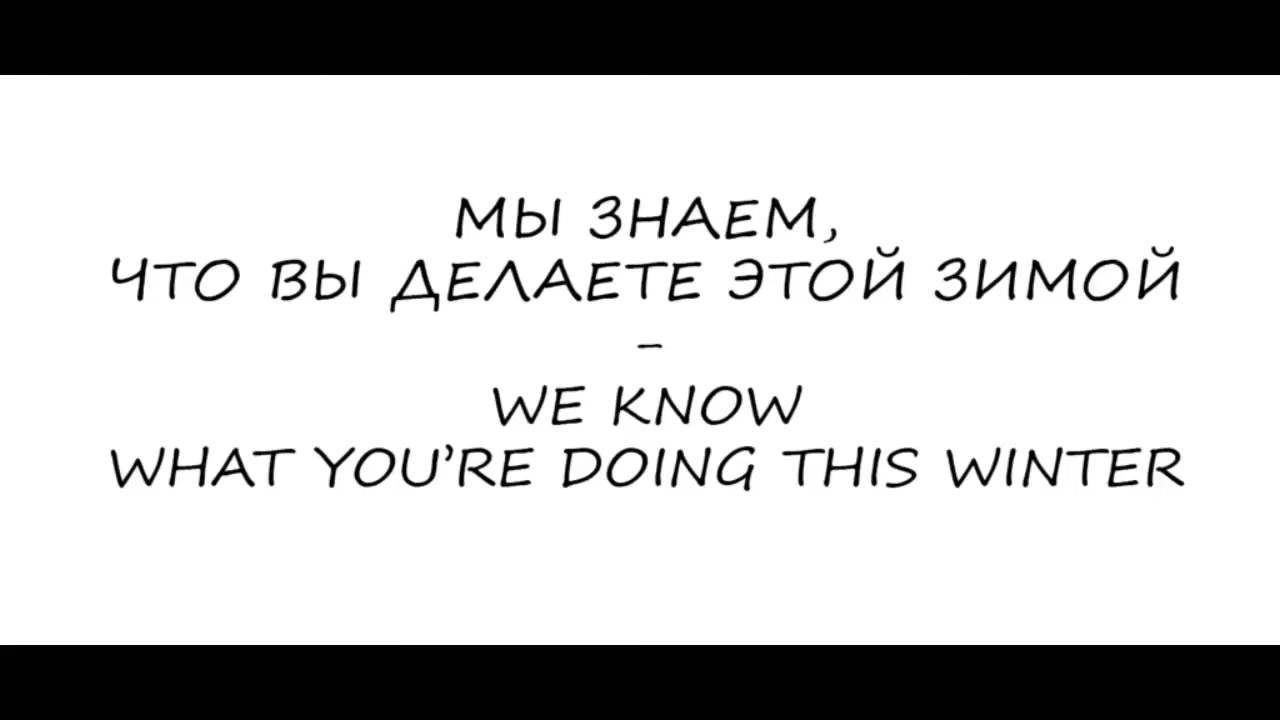 МЫ ЗНАЕМ,
ЧТО ВЫ ДЕЛАЕТЕ ЭТОЙ ЗИМОЙ
-
WE KNOW
WHAT YOU'RE DOING THIS WINTER